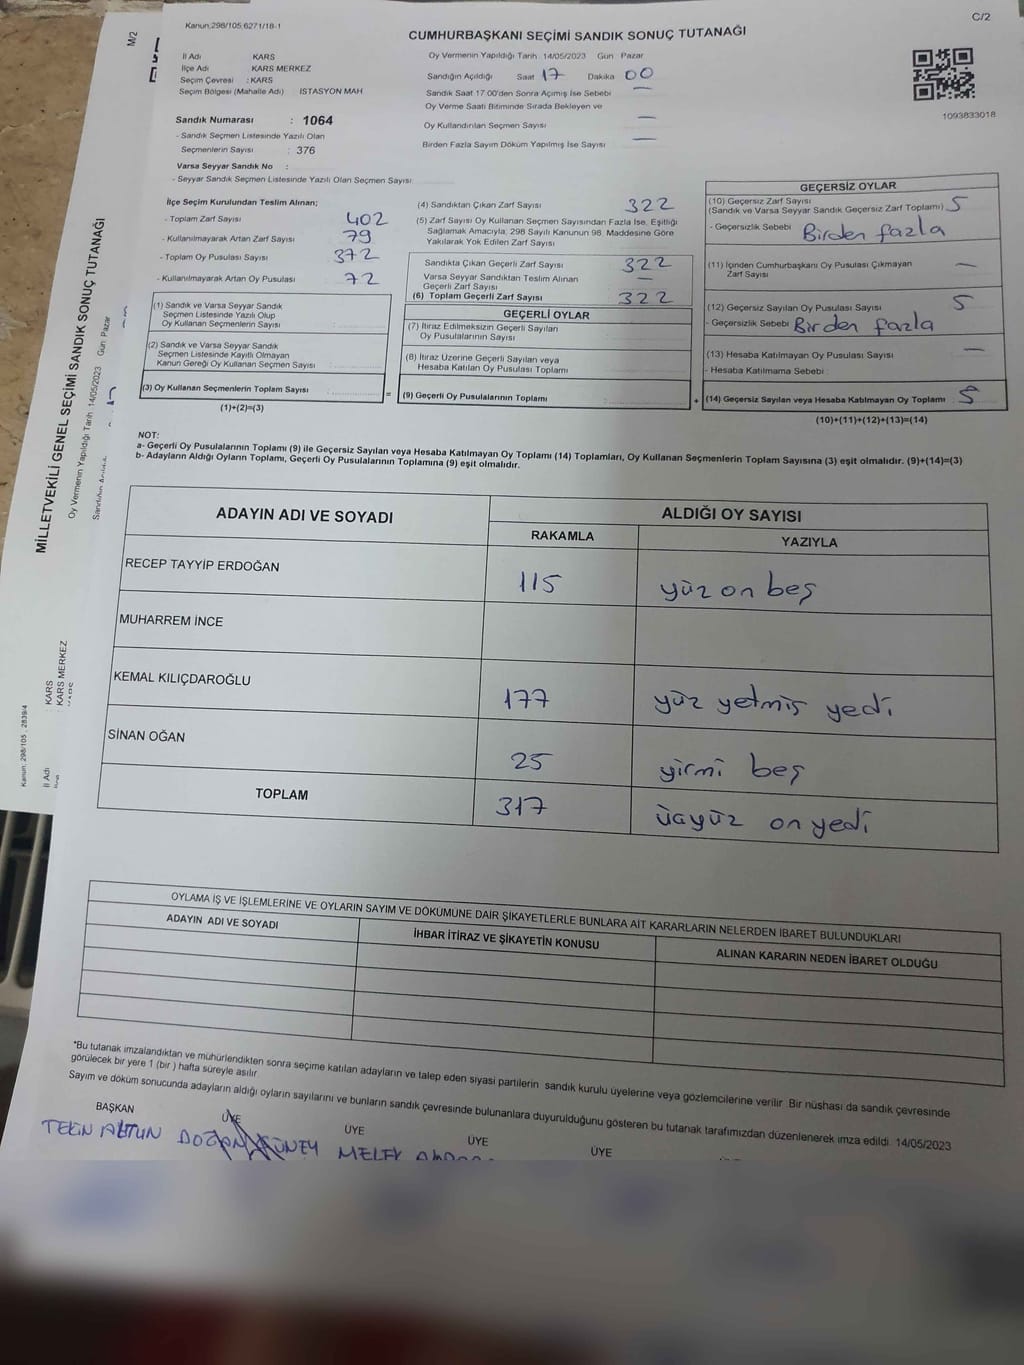 Kanun;298/105;6271/18-1
C/2
CUMHURBAŞKANI SEÇİMİ SANDIK SONUÇ TUTANAĞI
İl Adı KARS
İlçe Adı KARS MERKEZ
Seçim Çevresi : KARS
Seçim Bölgesi (Mahalle Adı) İSTASYON MAH
Sandık Numarası : 1064
- Sandık Seçmen Listesinde Yazılı Olan
Seçmenlerin Sayısı : 376
Varsa Seyyar Sandık No :
- Seyyar Sandık Seçmen Listesinde Yazılı Olan Seçmen Sayısı:
Oy Vermenin Yapıldığı Tarih 14/05/2023 Gün Pazar
Sandığın Açıldığı Saat 17 Dakika 00
Sandık Saat 17:00'den Sonra Açımış İse Sebebi —
Oy Verme Saati Bitiminde Sırada Bekleyen ve
Oy Kullandırılan Seçmen Sayısı —
Birden Fazla Sayım Döküm Yapılmış İse Sayısı —
1093833018
İlçe Seçim Kurulundan Teslim Alınan;
- Toplam Zarf Sayısı 402
- Kullanılmayarak Artan Zarf Sayısı 79
- Toplam Oy Pusulası Sayısı 372
- Kullanılmayarak Artan Oy Pusulası 72
(1) Sandık ve Varsa Seyyar Sandık
Seçmen Listesinde Yazılı Olup
Oy Kullanan Seçmenlerin Sayısı :
(2) Sandık ve Varsa Seyyar Sandık
Seçmen Listesinde Kayıtlı Olmayan
Kanun Gereği Oy Kullanan Seçmen Sayısı :
(3) Oy Kullanan Seçmenlerin Toplam Sayısı :
(1)+(2)=(3)
=
(4) Sandıktan Çıkan Zarf Sayısı 322
(5) Zarf Sayısı Oy Kullanan Seçmen Sayısından Fazla İse, Eşitliği
Sağlamak Amacıyla; 298 Sayılı Kanunun 98. Maddesine Göre
Yakılarak Yok Edilen Zarf Sayısı
Sandıkta Çıkan Geçerli Zarf Sayısı 322
Varsa Seyyar Sandıktan Teslim Alınan
Geçerli Zarf Sayısı —
(6) Toplam Geçerli Zarf Sayısı 322
GEÇERLİ OYLAR
(7) İtiraz Edilmeksizin Geçerli Sayılan
Oy Pusulalarının Sayısı
(8) İtiraz Üzerine Geçerli Sayılan veya
Hesaba Katılan Oy Pusulası Toplamı
(9) Geçerli Oy Pusulalarının Toplamı
+
GEÇERSİZ OYLAR
(10) Geçersiz Zarf Sayısı 5
(Sandık ve Varsa Seyyar Sandık Geçersiz Zarf Toplamı)
- Geçersizlik Sebebi Birden fazla
(11) İçinden Cumhurbaşkanı Oy Pusulası Çıkmayan
Zarf Sayısı —
(12) Geçersiz Sayılan Oy Pusulası Sayısı 5
- Geçersizlik Sebebi Birden fazla
(13) Hesaba Katılmayan Oy Pusulası Sayısı —
- Hesaba Katılmama Sebebi :
(14) Geçersiz Sayılan veya Hesaba Katılmayan Oy Toplamı 5
(10)+(11)+(12)+(13)=(14)
NOT:
a- Geçerli Oy Pusulalarının Toplamı (9) ile Geçersiz Sayılan veya Hesaba Katılmayan Oy Toplamı (14) Toplamları, Oy Kullanan Seçmenlerin Toplam Sayısına (3) eşit olmalıdır. (9)+(14)=(3)
b- Adayların Aldığı Oyların Toplamı, Geçerli Oy Pusulalarının Toplamına (9) eşit olmalıdır.
ADAYIN ADI VE SOYADI
ALDIĞI OY SAYISI
RAKAMLA YAZIYLA
RECEP TAYYİP ERDOĞAN 115 yüz on beş
MUHARREM İNCE
KEMAL KILIÇDAROĞLU 177 yüz yetmiş yedi
SİNAN OĞAN 25 yirmi beş
TOPLAM 317 üçyüz on yedi
OYLAMA İŞ VE İŞLEMLERİNE VE OYLARIN SAYIM VE DÖKÜMÜNE DAİR ŞİKAYETLERLE BUNLARA AİT KARARLARIN NELERDEN İBARET BULUNDUKLARI
ADAYIN ADI VE SOYADI İHBAR İTİRAZ VE ŞİKAYETİN KONUSU ALINAN KARARIN NEDEN İBARET OLDUĞU
*Bu tutanak imzalandıktan ve mühürlendikten sonra seçime katılan adayların ve talep eden siyasi partilerin sandık kurulu üyelerine veya gözlemcilerine verilir. Bir nüshası da sandık çevresinde
görülecek bir yere 1 (bir ) hafta süreyle asılır.
Sayım ve döküm sonucunda adayların aldığı oyların sayılarını ve bunların sandık çevresinde bulunanlara duyurulduğunu gösteren bu tutanak tarafımızdan düzenlenerek imza edildi. 14/05/2023
BAŞKAN ÜYE ÜYE ÜYE ÜYE
GÜNEY MELEK
M/2
MİLLETVEKİLİ GENEL SEÇİMİ SANDIK SONUÇ TUTANAĞI
Oy Vermenin Yapıldığı Tarih 14/05/2023 Gün Pazar
Kanun; 298/105 ; 2839/4
İl Adı : KARS
KARS MERKEZ